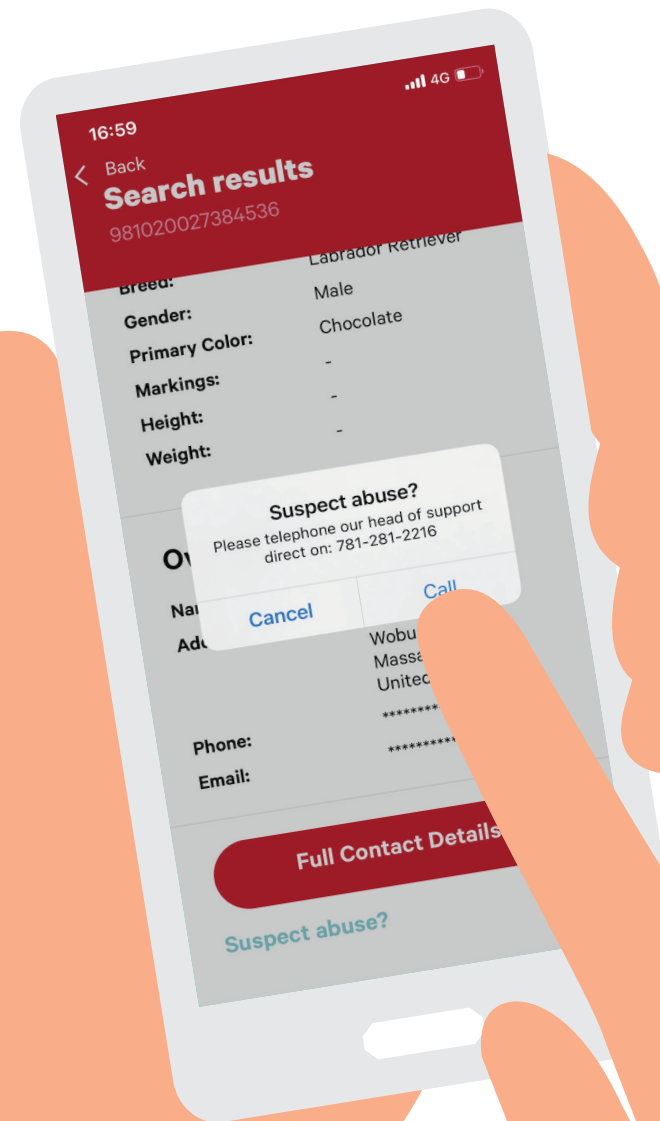 16:59
4G
Back
Search results
981020027384536
Breed: Labrador Retriever
Gender: Male
Primary Color: Chocolate
Markings: -
Height: -
Weight: -
Suspect abuse?
Please telephone our head of support
direct on: 781-281-2216
Cancel Call
Phone: **********
Email: **********
Full Contact Details
Suspect abuse?